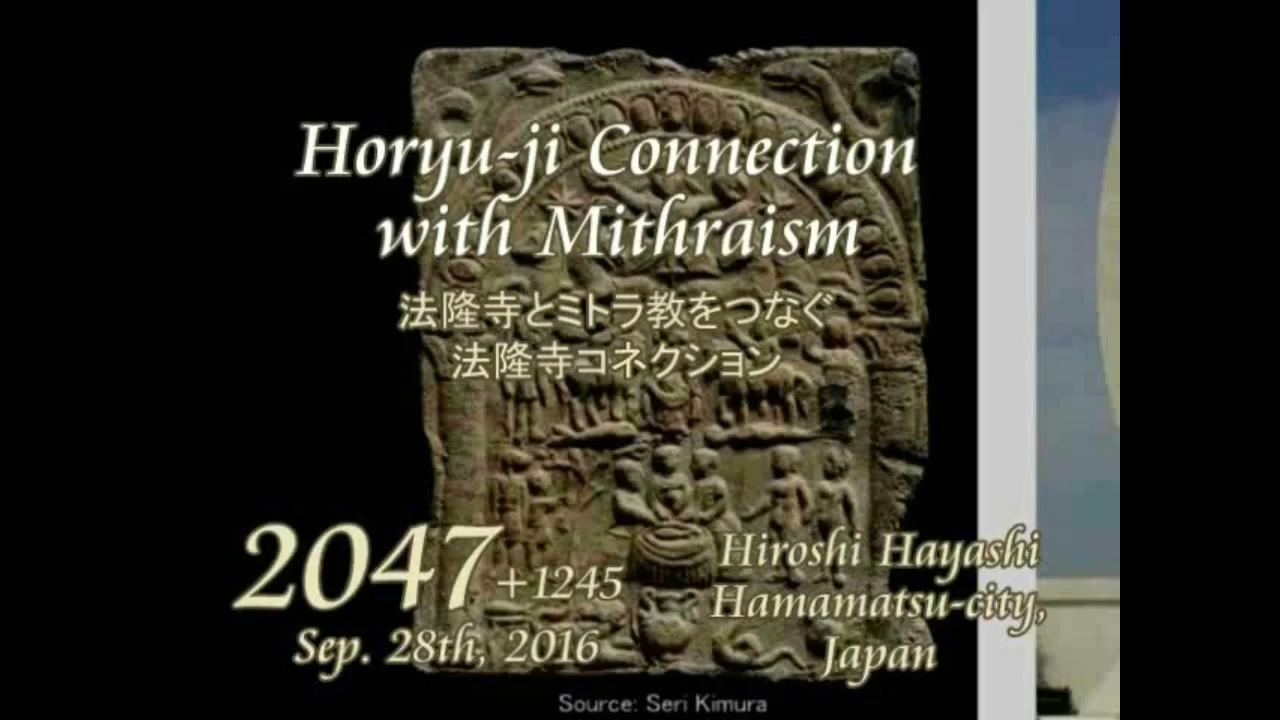 Horyu-ji Connection
with Mithraism
法隆寺とミトラ教をつなぐ
法隆寺コネクション
2047 +1245
Sep. 28th, 2016
Hiroshi Hayashi
Hamamatsu-city,
Japan
Source: Seri Kimura